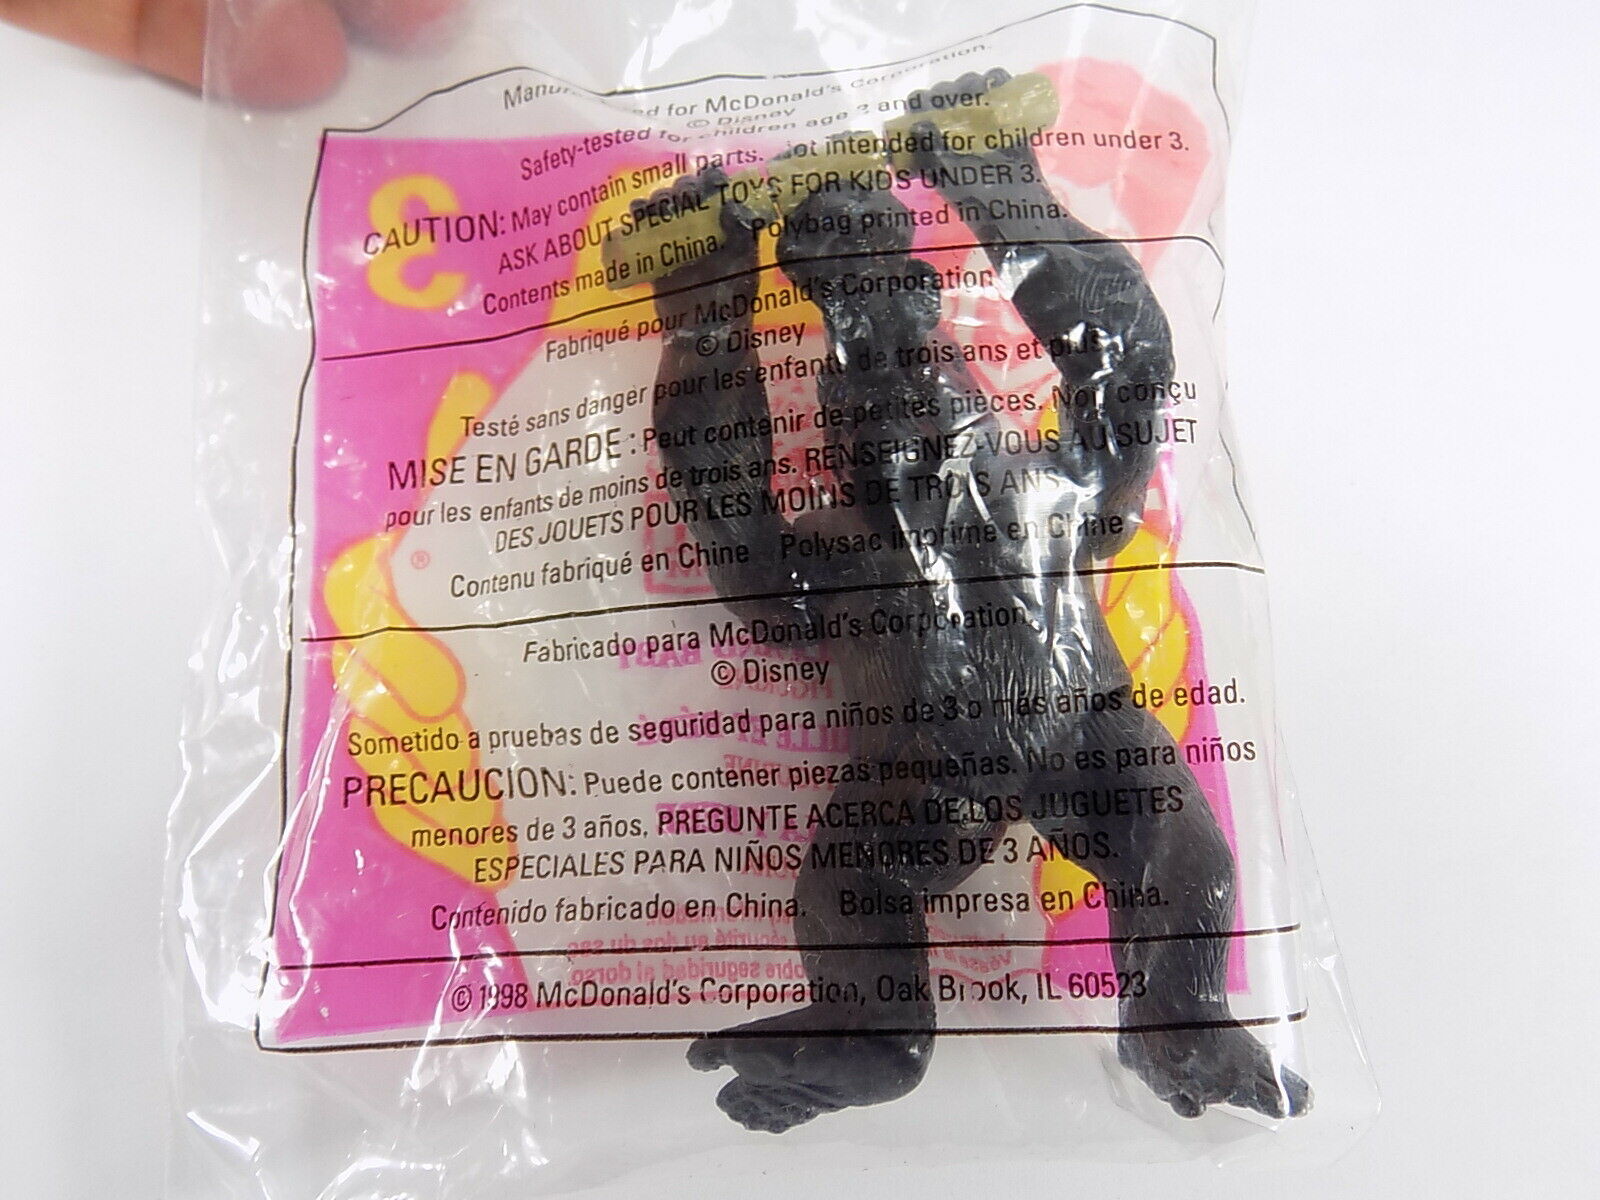 Manufactured for McDonald's Corporation.
© Disney
Safety-tested for children age 3 and over.
CAUTION: May contain small parts. Not intended for children under 3.
ASK ABOUT SPECIAL TOYS FOR KIDS UNDER 3.
Contents made in China. Polybag printed in China.
Fabriqué pour McDonald's Corporation
© Disney
Testé sans danger pour les enfants de trois ans et plus.
MISE EN GARDE : Peut contenir de petites pièces. Non conçu
pour les enfants de moins de trois ans. RENSEIGNEZ-VOUS AU SUJET
DES JOUETS POUR LES MOINS DE TROIS ANS.
Contenu fabriqué en Chine Polysac imprimé en Chine
Fabricado para McDonald's Corporation.
© Disney
Sometido a pruebas de seguridad para niños de 3 o más años de edad.
PRECAUCION: Puede contener piezas pequeñas. No es para niños
menores de 3 años. PREGUNTE ACERCA DE LOS JUGUETES
ESPECIALES PARA NIÑOS MENORES DE 3 AÑOS.
Contenido fabricado en China. Bolsa impresa en China.
© 1998 McDonald's Corporation, Oak Brook, IL 60523
3